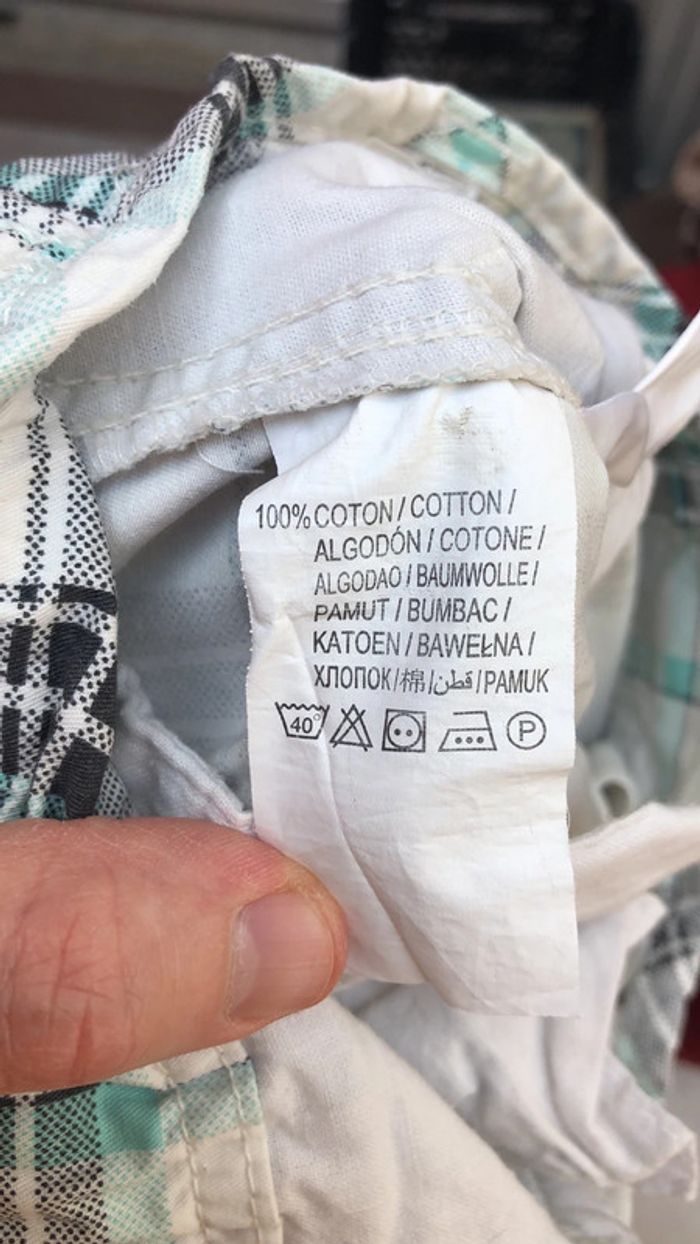 100% COTON / COTTON /
ALGODÓN / COTONE /
ALGODAO / BAUMWOLLE /
PAMUT / BUMBAC /
KATOEN / BAWEŁNA /
ХЛОПОК/棉/قطن/PAMUK
40° P